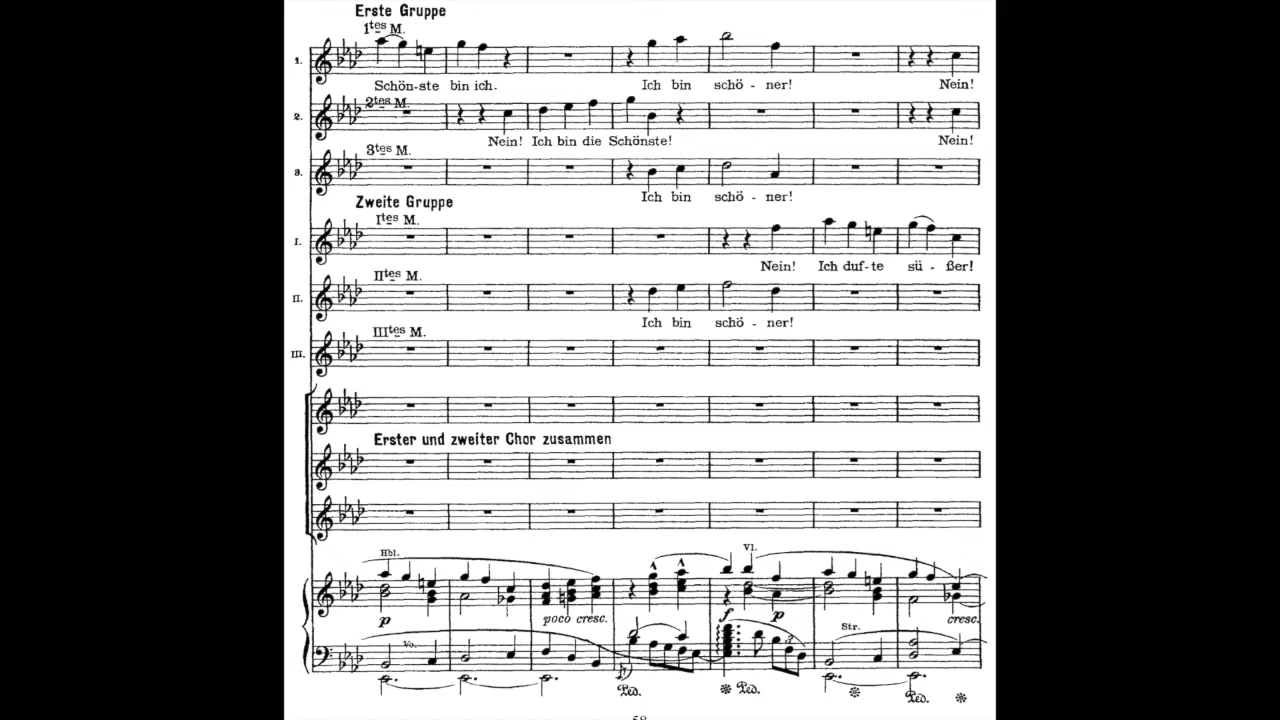 Erste Gruppe
1tes M.
1.
Schön-ste bin ich. Ich bin schö - ner! Nein!
2tes M.
2.
Nein! Ich bin die Schönste! Nein!
3tes M.
3.
Ich bin schö - ner!
Zweite Gruppe
Ites M.
I.
Nein! Ich duf-te sü - ßer!
IItes M.
II.
Ich bin schö - ner!
IIItes M.
III.
Erster und zweiter Chor zusammen
Hbl. Vl.
p poco cresc. f p cresc.
Vc. Str. 3
Ped. Ped. Ped.
58